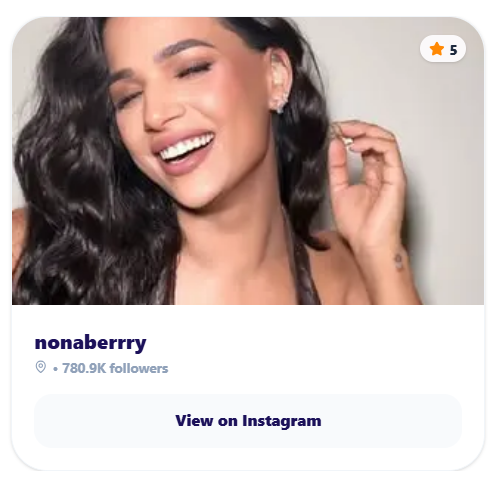 5
nonaberrry
• 780.9K followers
View on Instagram